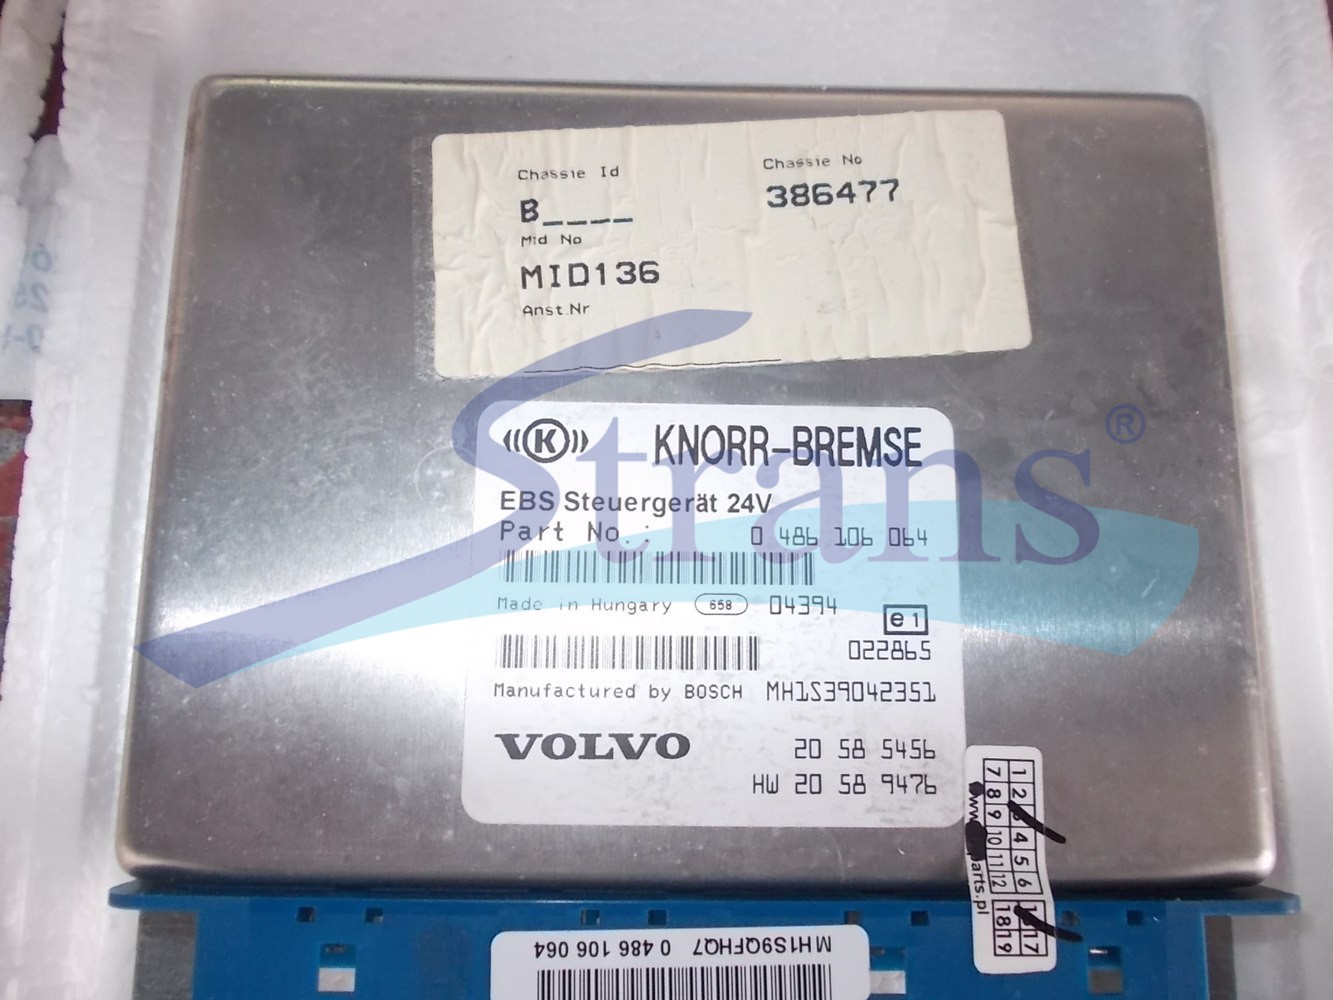 Chassie Id
Chassie No
B____
386477
Mid No
MID136
Anst.Nr
Strans®
K KNORR-BREMSE
EBS Steuergerät 24V
Part No.: 0 486 106 064
Made in Hungary 658 04394
e1
022865
Manufactured by BOSCH MH1S39042351
VOLVO 20 58 5456
HW 20 58 9476
1 2 3 4 5 6
7 8 9 10 11 12
17
18 19
parts.pl
MH1S9QFHQ7 0 486 106 064